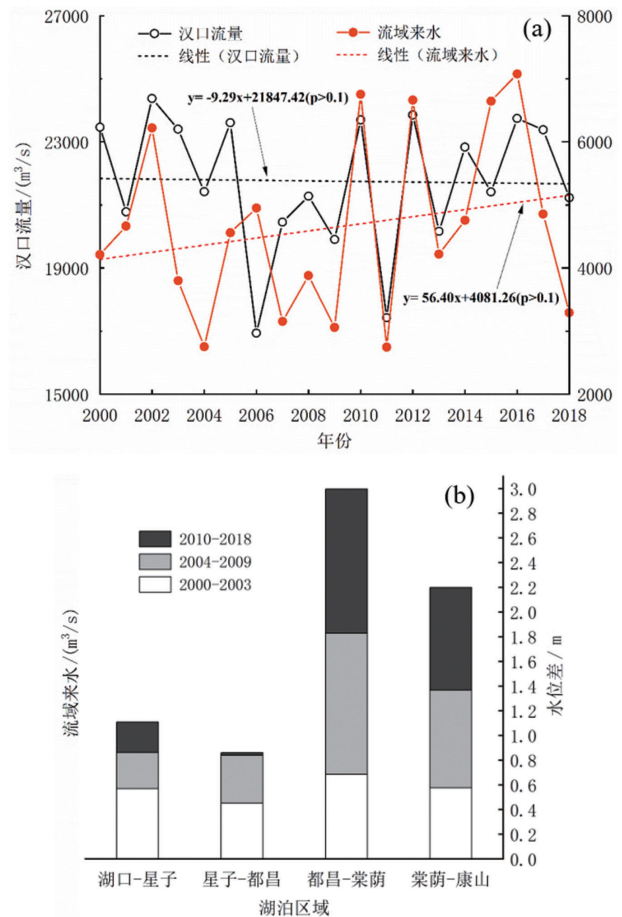 (a)
汉口流量
流域来水
线性（汉口流量）
线性（流域来水）
y= -9.29x+21847.42(p>0.1)
y= 56.40x+4081.26(p>0.1)
汉口流量/(m³/s)
27000
23000
19000
15000
8000
6000
4000
2000
2000 2002 2004 2006 2008 2010 2012 2014 2016 2018
年份
(b)
2010-2018
2004-2009
2000-2003
流域来水/(m³/s)
水位差/ m
3.0
2.8
2.6
2.4
2.2
2.0
1.8
1.6
1.4
1.2
1.0
0.8
0.6
0.4
0.2
0.0
湖口-星子 星子-都昌 都昌-棠荫 棠荫-康山
湖泊区域